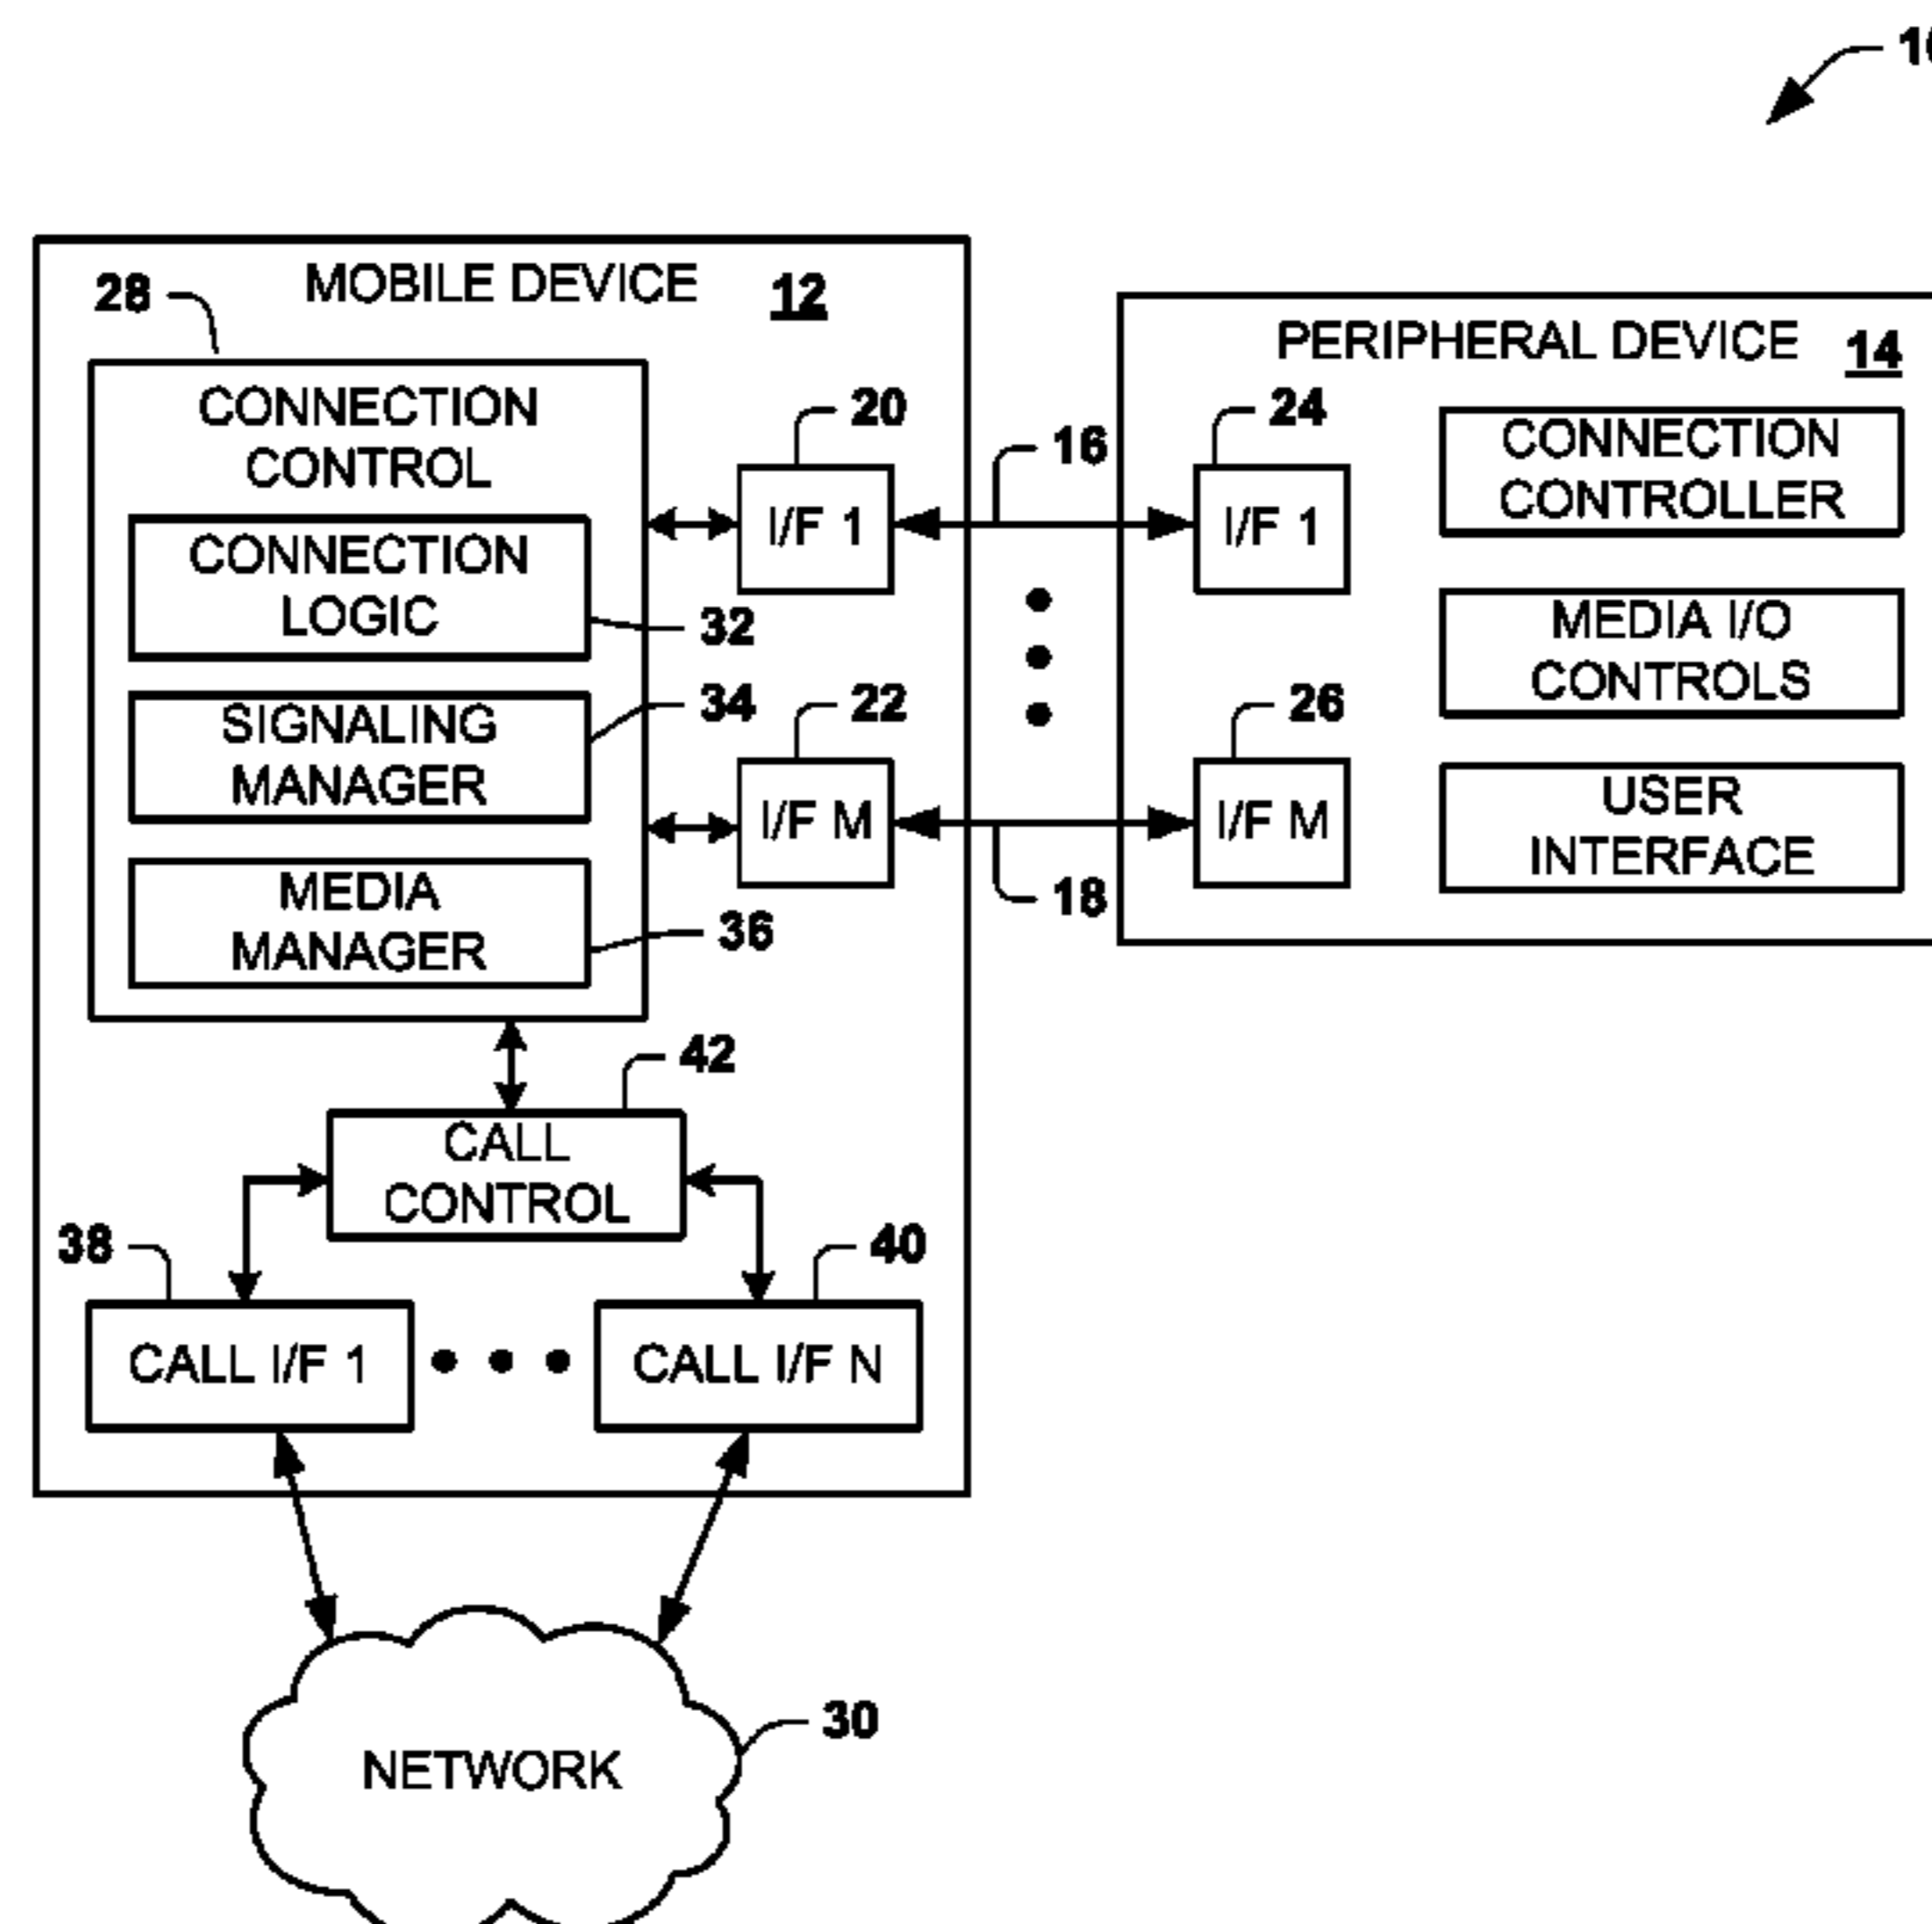 MOBILE DEVICE 12
28
CONNECTION
CONTROL
CONNECTION
LOGIC
32
SIGNALING
MANAGER
34
MEDIA
MANAGER
36
20
I/F 1
22
I/F M
16
18
PERIPHERAL DEVICE 14
24
I/F 1
26
I/F M
CONNECTION
CONTROLLER
MEDIA I/O
CONTROLS
USER
INTERFACE
42
CALL
CONTROL
38
CALL I/F 1
40
CALL I/F N
NETWORK
30